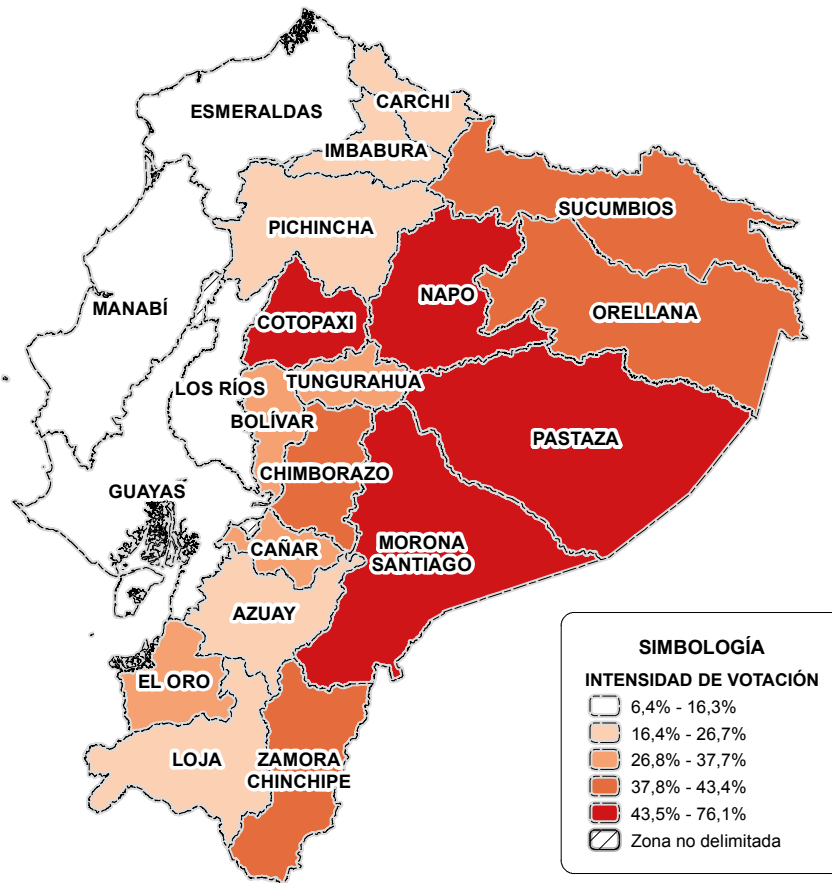 CARCHI
ESMERALDAS
IMBABURA
SUCUMBIOS
PICHINCHA
NAPO
MANABÍ
ORELLANA
COTOPAXI
TUNGURAHUA
LOS RÍOS
BOLÍVAR
PASTAZA
CHIMBORAZO
GUAYAS
MORONA
SANTIAGO
CAÑAR
AZUAY
EL ORO
LOJA
ZAMORA
CHINCHIPE
SIMBOLOGÍA
INTENSIDAD DE VOTACIÓN
6,4% - 16,3%
16,4% - 26,7%
26,8% - 37,7%
37,8% - 43,4%
43,5% - 76,1%
Zona no delimitada